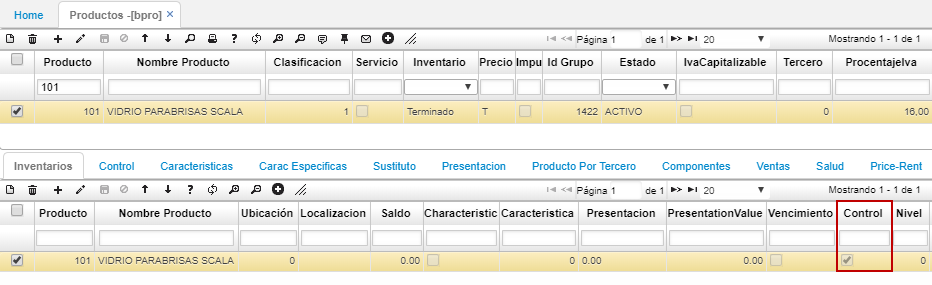 Home Productos -[bpro] ×
Página 1 de 1 20 Mostrando 1 - 1 de 1
Producto Nombre Producto Clasificacion Servicio Inventario Precio Impu Id Grupo Estado IvaCapitalizable Tercero ProcentajeIva
101
101 VIDRIO PARABRISAS SCALA 1 Terminado T 1422 ACTIVO 0 16,00
Inventarios Control Caracteristicas Carac Especificas Sustituto Presentacion Producto Por Tercero Componentes Ventas Salud Price-Rent
Página 1 de 1 20 Mostrando 1 - 1 de 1
Producto Nombre Producto Ubicación Localizacion Saldo Characteristic Caracteristica Presentacion PresentationValue Vencimiento Control Nivel
101 VIDRIO PARABRISAS SCALA 0 0.00 0 0.00 0.00 0